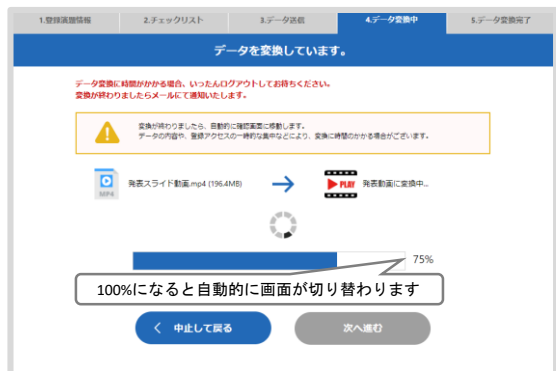 1.登録演題情報
2.チェックリスト
3.データ送信
4.データ変換中
5.データ変換完了
データを変換しています。
データ変換に時間がかかる場合、いったんログアウトしてお待ちください。
変換が終わりましたらメールにて通知いたします。
変換が終わりましたら、自動的に確認画面に移動します。
データの内容や、登録アクセスの一時的な集中などにより、変換に時間のかかる場合がございます。
MP4
発表スライド動画.mp4 (196.4MB)
PLAY
発表動画に変換中...
75%
100%になると自動的に画面が切り替わります
中止して戻る
次へ進む